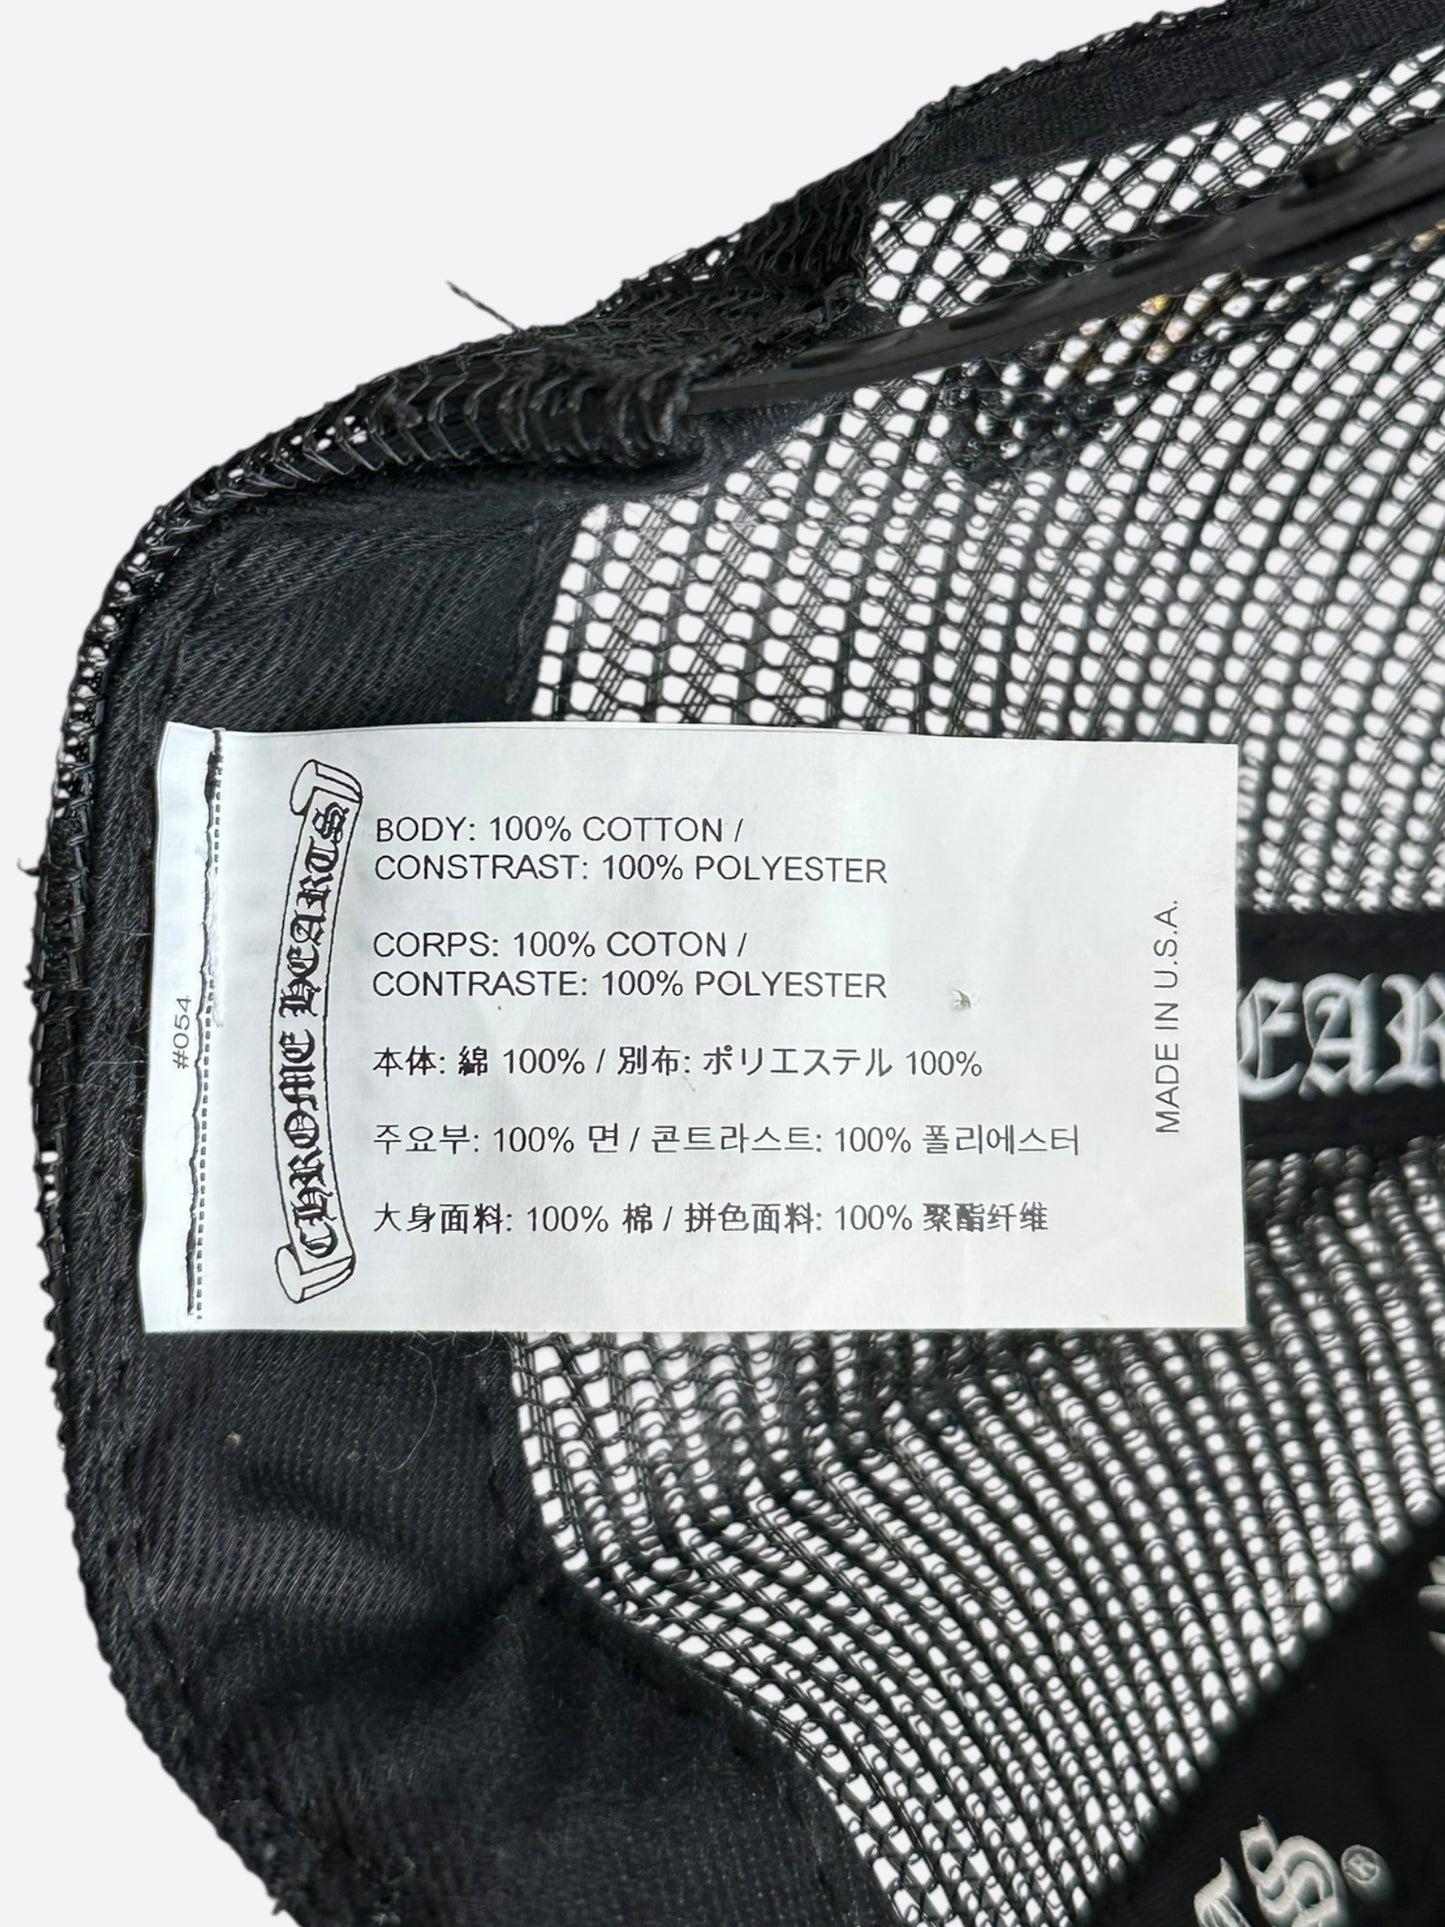 BODY: 100% COTTON /
CONSTRAST: 100% POLYESTER
CORPS: 100% COTON /
CONTRASTE: 100% POLYESTER
本体: 綿 100% / 別布: ポリエステル 100%
주요부: 100% 면 / 콘트라스트: 100% 폴리에스터
大身面料: 100% 棉 / 拼色面料: 100% 聚酯纤维
CHROME HEARTS
#054
MADE IN U.S.A.
EAR
®